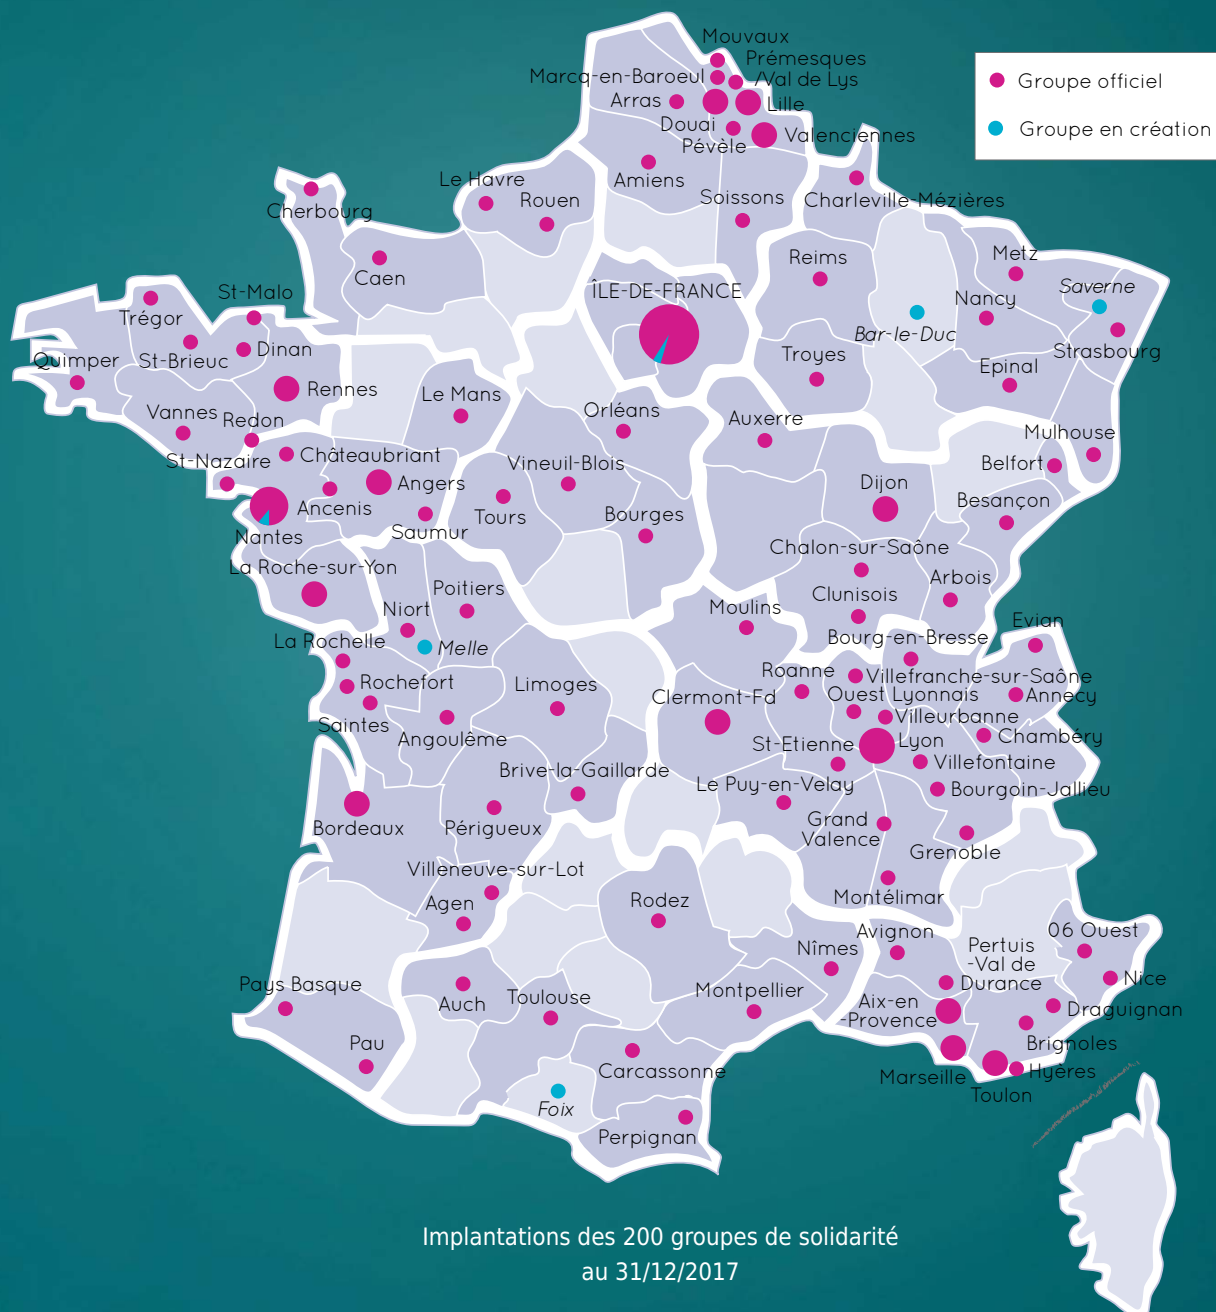 Mouvaux
Prémesques
/Val de Lys
Marcq-en-Baroeul
Arras
Lille
Douai
Pévèle
Valenciennes
Groupe officiel
Groupe en création
Amiens
Soissons
Charleville-Mézières
Le Havre
Rouen
Cherbourg
Caen
ÎLE-DE-FRANCE
Reims
Metz
Saverne
Nancy
Bar-le-Duc
Strasbourg
Troyes
Epinal
Mulhouse
Belfort
St-Malo
Trégor
St-Brieuc
Dinan
Quimper
Rennes
Vannes
Redon
Le Mans
Orléans
Auxerre
St-Nazaire
Châteaubriant
Angers
Ancenis
Nantes
Saumur
Vineuil-Blois
Tours
Bourges
Dijon
Besançon
Chalon-sur-Saône
Arbois
Clunisois
La Roche-sur-Yon
Poitiers
Niort
Melle
La Rochelle
Rochefort
Saintes
Angoulême
Limoges
Moulins
Bourg-en-Bresse
Evian
Roanne
Villefranche-sur-Saône
Ouest Lyonnais
Annecy
Clermont-Fd
Villeurbanne
St-Etienne
Lyon
Chambéry
Villefontaine
Brive-la-Gaillarde
Le Puy-en-Velay
Bourgoin-Jallieu
Bordeaux
Périgueux
Grand
Valence
Grenoble
Villeneuve-sur-Lot
Agen
Rodez
Montélimar
Avignon
06 Ouest
Pertuis
-Val de
Durance
Nîmes
Nice
Pays Basque
Auch
Toulouse
Montpellier
Aix-en
-Provence
Draguignan
Brignoles
Pau
Carcassonne
Marseille
Hyères
Toulon
Foix
Perpignan
Implantations des 200 groupes de solidarité
au 31/12/2017